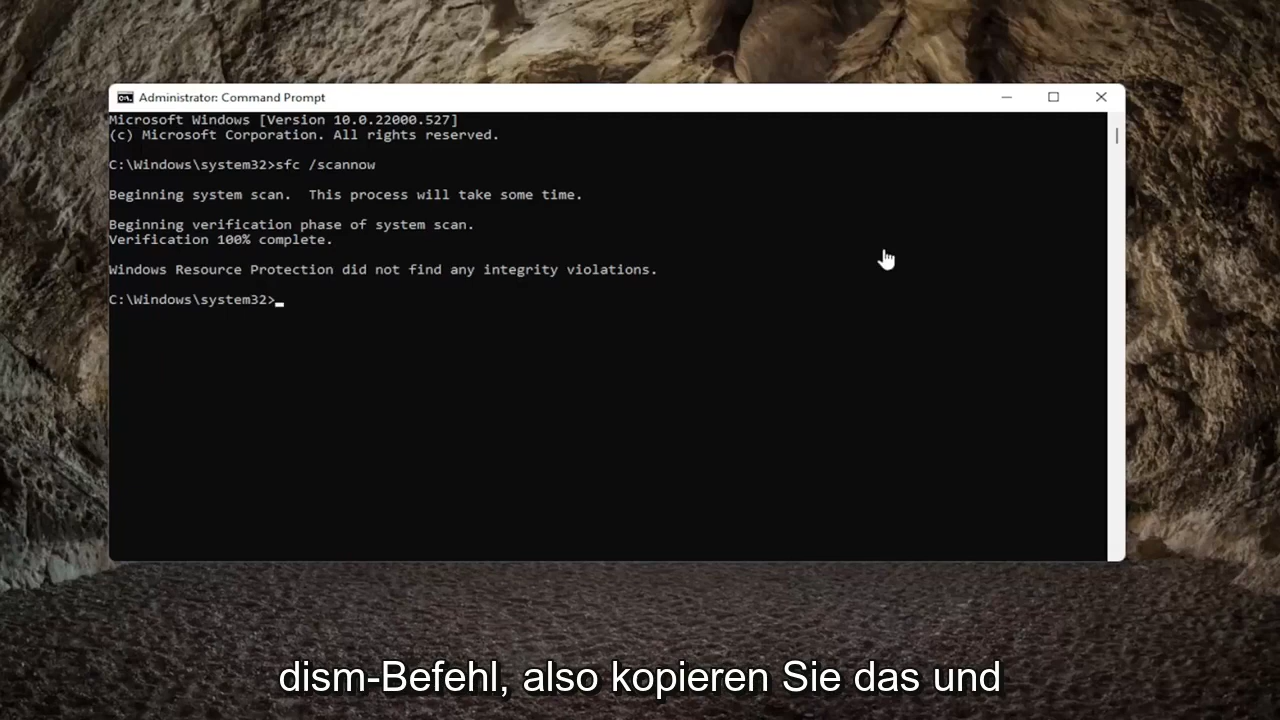 Administrator: Command Prompt
Microsoft Windows [Version 10.0.22000.527]
(c) Microsoft Corporation. All rights reserved.
C:\Windows\system32>sfc /scannow
Beginning system scan.  This process will take some time.
Beginning verification phase of system scan.
Verification 100% complete.
Windows Resource Protection did not find any integrity violations.
C:\Windows\system32>
dism-Befehl, also kopieren Sie das und